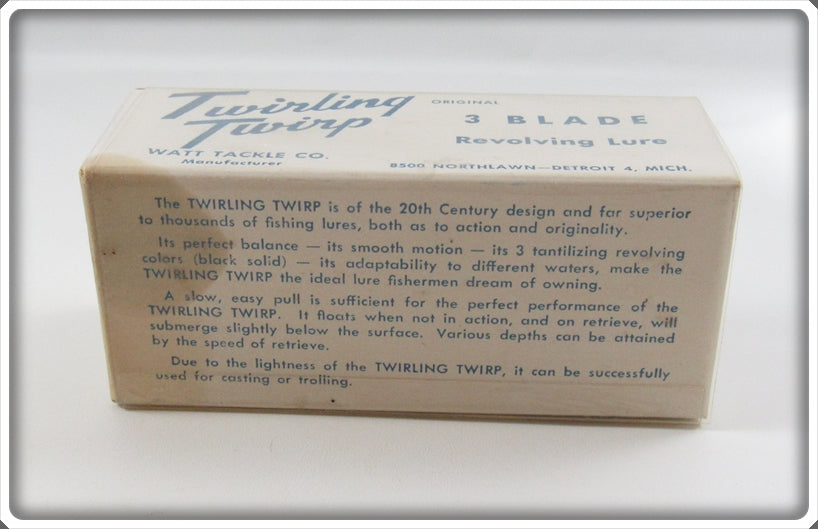 Twirling
Twirp
ORIGINAL
3 BLADE
Revolving Lure
WATT TACKLE CO.
Manufacturer
8500 NORTHLAWN—DETROIT 4, MICH.
The TWIRLING TWIRP is of the 20th Century design and far superior
to thousands of fishing lures, both as to action and originality.
Its perfect balance — its smooth motion — its 3 tantilizing revolving
colors (black solid) — its adaptability to different waters, make the
TWIRLING TWIRP the ideal lure fishermen dream of owning.
A slow, easy pull is sufficient for the perfect performance of the
TWIRLING TWIRP. It floats when not in action, and on retrieve, will
submerge slightly below the surface. Various depths can be attained
by the speed of retrieve.
Due to the lightness of the TWIRLING TWIRP, it can be successfully
used for casting or trolling.